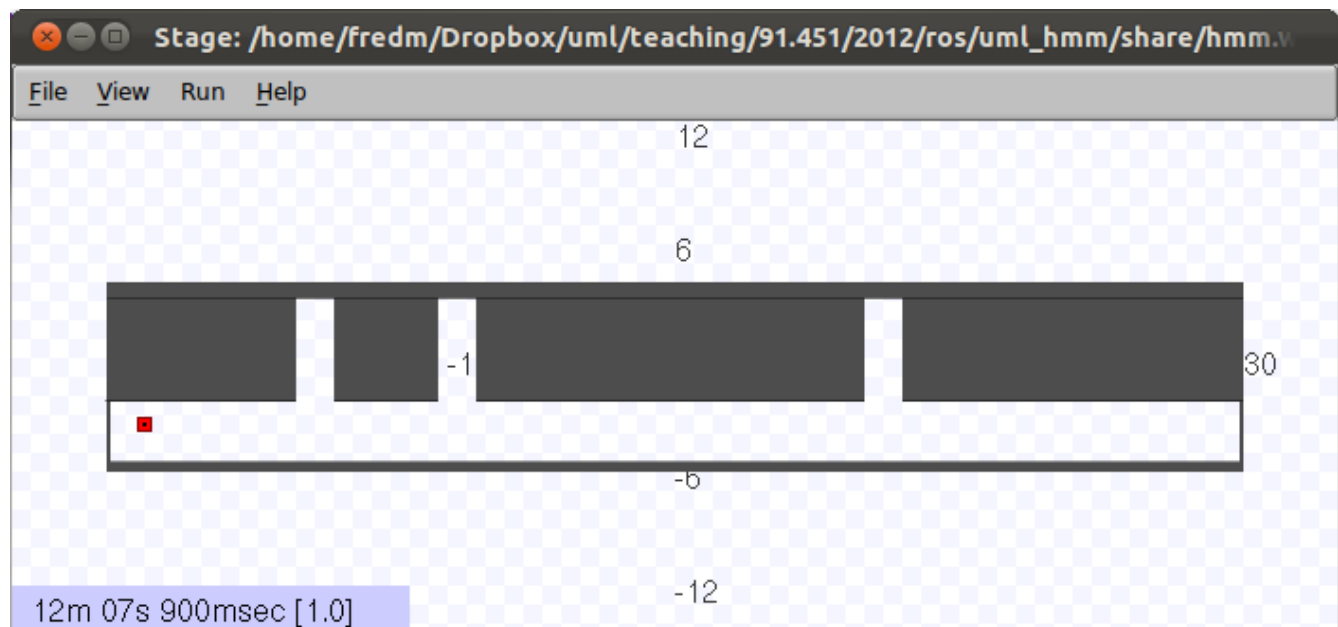 Stage: /home/fredm/Dropbox/uml/teaching/91.451/2012/ros/uml_hmm/share/hmm.w
File View Run Help
12
6
-1
30
-6
-12
12m 07s 900msec [1.0]